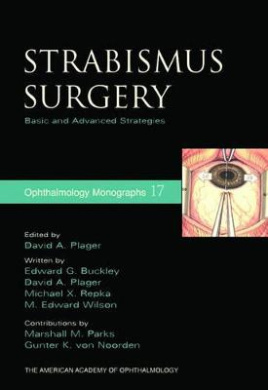 STRABISMUS
SURGERY
Basic and Advanced Strategies
Ophthalmology Monographs 17
Edited by
David A. Plager
Written by
Edward G. Buckley
David A. Plager
Michael X. Repka
M. Edward Wilson
Contributions by
Marshall M. Parks
Gunter K. von Noorden
THE AMERICAN ACADEMY OF OPHTHALMOLOGY